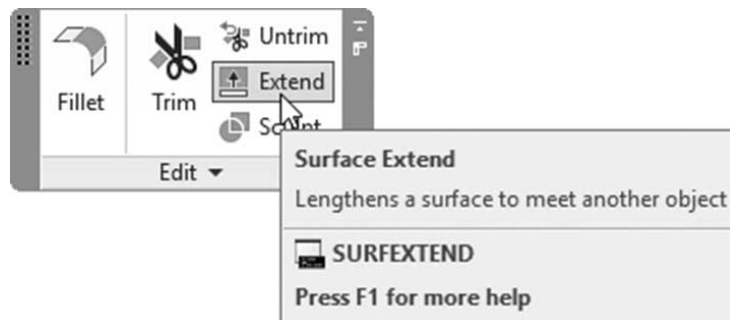 Fillet
Trim
Untrim
Extend
Edit
Surface Extend
Lengthens a surface to meet another object
SURFEXTEND
Press F1 for more help